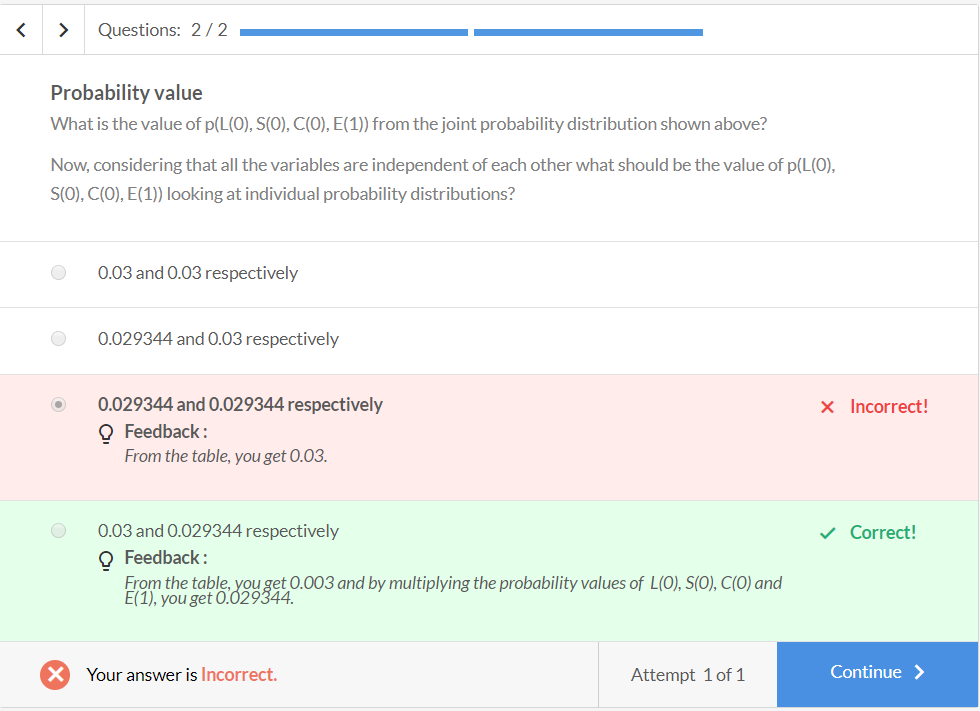 Questions: 2 / 2
Probability value
What is the value of p(L(0), S(0), C(0), E(1)) from the joint probability distribution shown above?
Now, considering that all the variables are independent of each other what should be the value of p(L(0),
S(0), C(0), E(1)) looking at individual probability distributions?
0.03 and 0.03 respectively
0.029344 and 0.03 respectively
0.029344 and 0.029344 respectively
Incorrect!
Feedback :
From the table, you get 0.03.
0.03 and 0.029344 respectively
Correct!
Feedback :
From the table, you get 0.003 and by multiplying the probability values of L(0), S(0), C(0) and
E(1), you get 0.029344.
Your answer is Incorrect.
Attempt 1 of 1
Continue